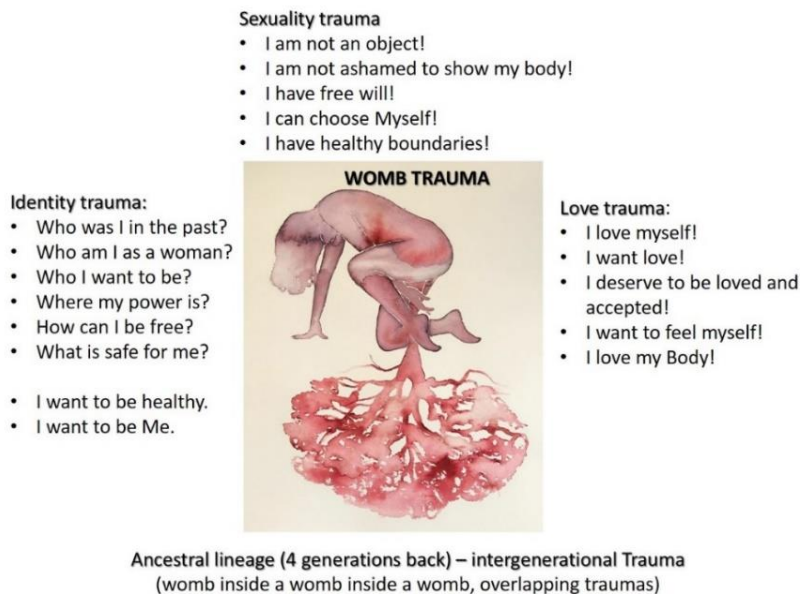 Sexuality trauma
• I am not an object!
• I am not ashamed to show my body!
• I have free will!
• I can choose Myself!
• I have healthy boundaries!
WOMB TRAUMA
Identity trauma:
• Who was I in the past?
• Who am I as a woman?
• Who I want to be?
• Where my power is?
• How can I be free?
• What is safe for me?
• I want to be healthy.
• I want to be Me.
Love trauma:
• I love myself!
• I want love!
• I deserve to be loved and
accepted!
• I want to feel myself!
• I love my Body!
Ancestral lineage (4 generations back) – intergenerational Trauma
(womb inside a womb inside a womb, overlapping traumas)